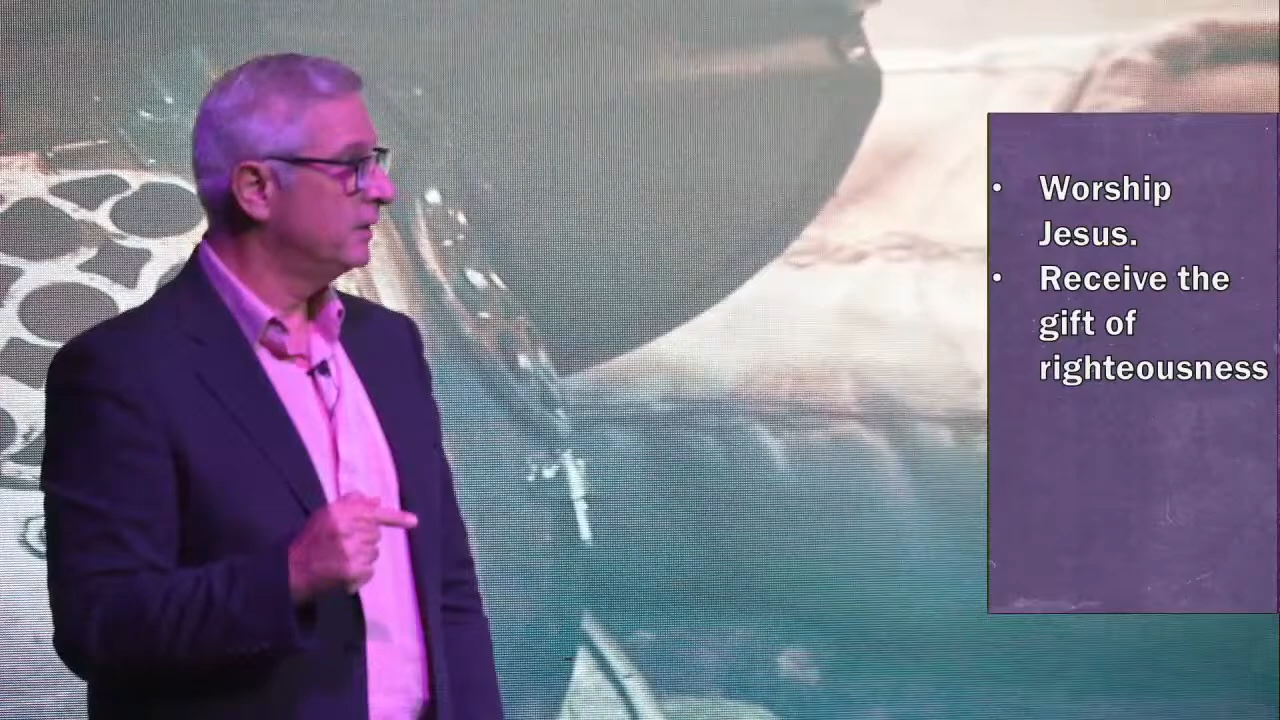 • Worship
Jesus.
• Receive the
gift of
righteousness